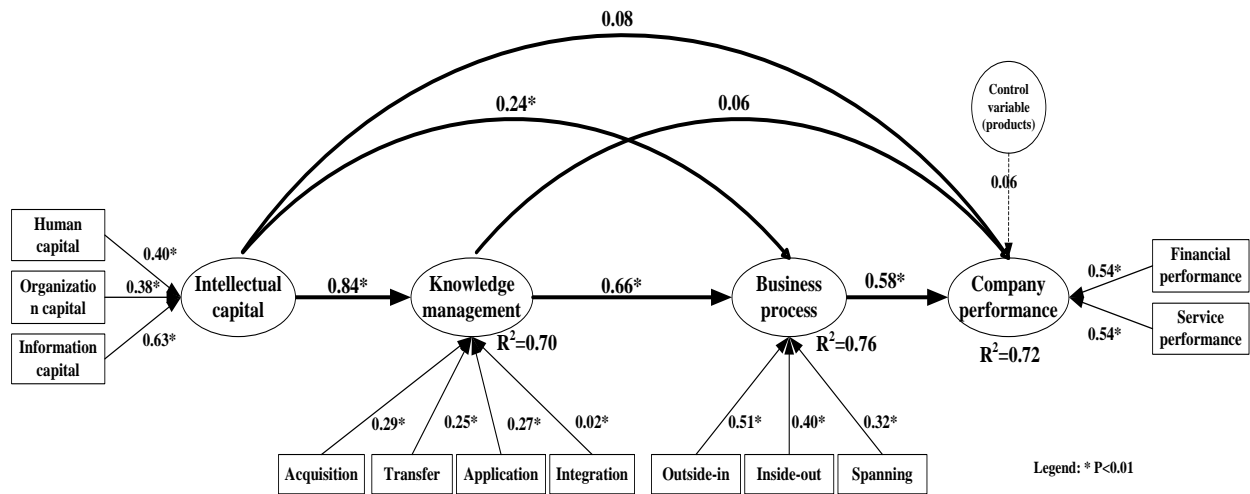 0.08
Control
variable
(products)
0.24*
0.06
0.06
Human
capital
0.40*
Organizatio
n capital
0.38*
Information
capital
0.63*
Intellectual
capital
0.84*
Knowledge
management
R²=0.70
0.66*
Business
process
R²=0.76
0.58*
Company
performance
R²=0.72
0.54*
Financial
performance
0.54*
Service
performance
0.29*
0.25*
0.27*
0.02*
Acquisition
Transfer
Application
Integration
0.51*
0.40*
0.32*
Outside-in
Inside-out
Spanning
Legend: * P<0.01